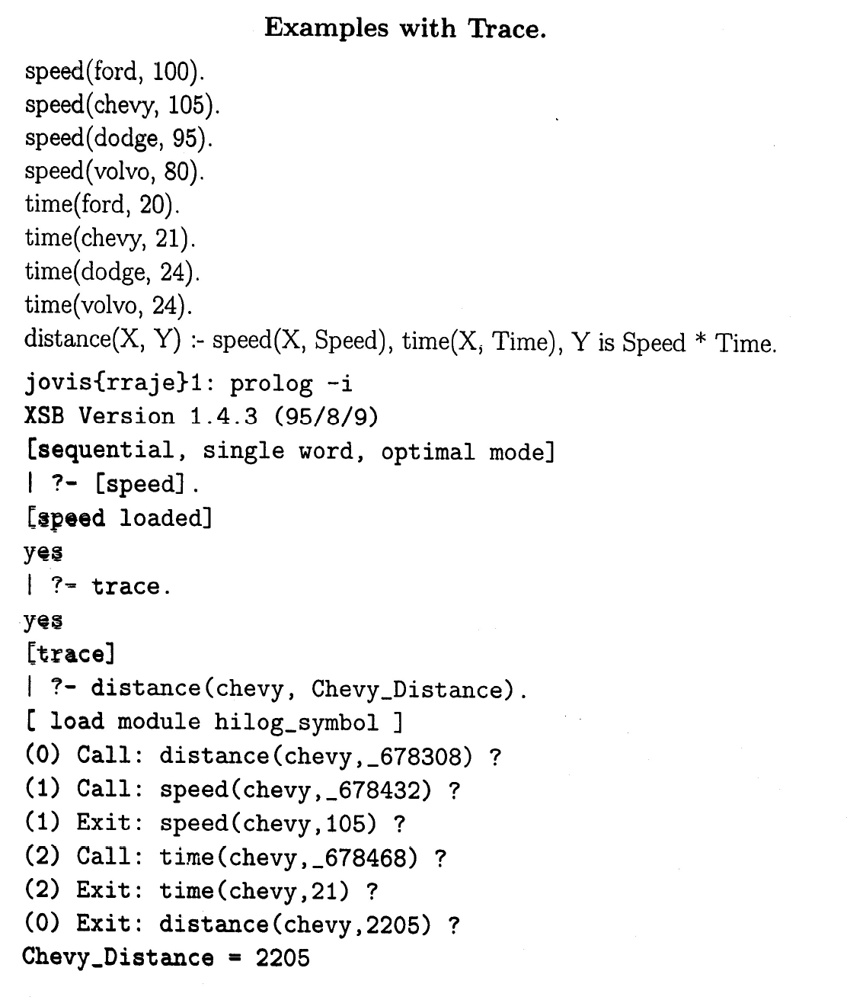 Examples with Trace.
speed(ford, 100).
speed(chevy, 105).
speed(dodge, 95).
speed(volvo, 80).
time(ford, 20).
time(chevy, 21).
time(dodge, 24).
time(volvo, 24).
distance(X, Y) :- speed(X, Speed), time(X, Time), Y is Speed * Time.
jovis{rraje}1: prolog -i
XSB Version 1.4.3 (95/8/9)
[sequential, single word, optimal mode]
| ?- [speed].
[speed loaded]
yes
| ?- trace.
yes
[trace]
| ?- distance(chevy, Chevy_Distance).
[ load module hilog_symbol ]
(0) Call: distance(chevy,_678308) ?
(1) Call: speed(chevy,_678432) ?
(1) Exit: speed(chevy,105) ?
(2) Call: time(chevy,_678468) ?
(2) Exit: time(chevy,21) ?
(0) Exit: distance(chevy,2205) ?
Chevy_Distance = 2205